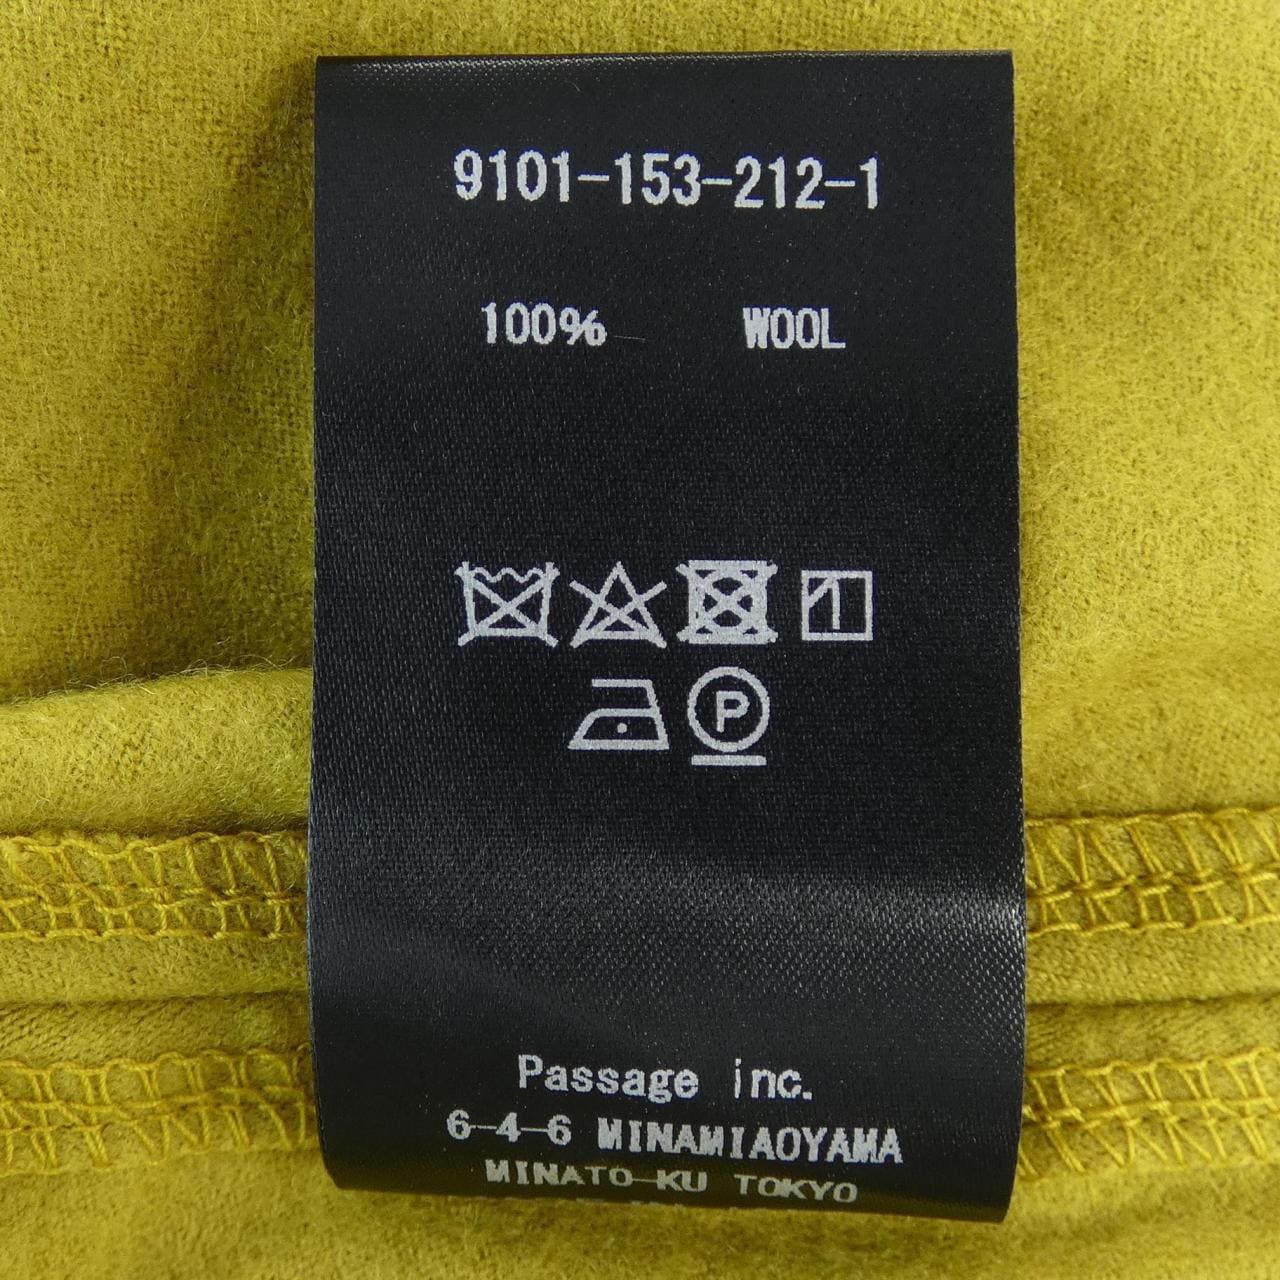 9101-153-212-1
100% WOOL
P
Passage inc.
6-4-6 MINAMIAOYAMA
MINATO-KU TOKYO